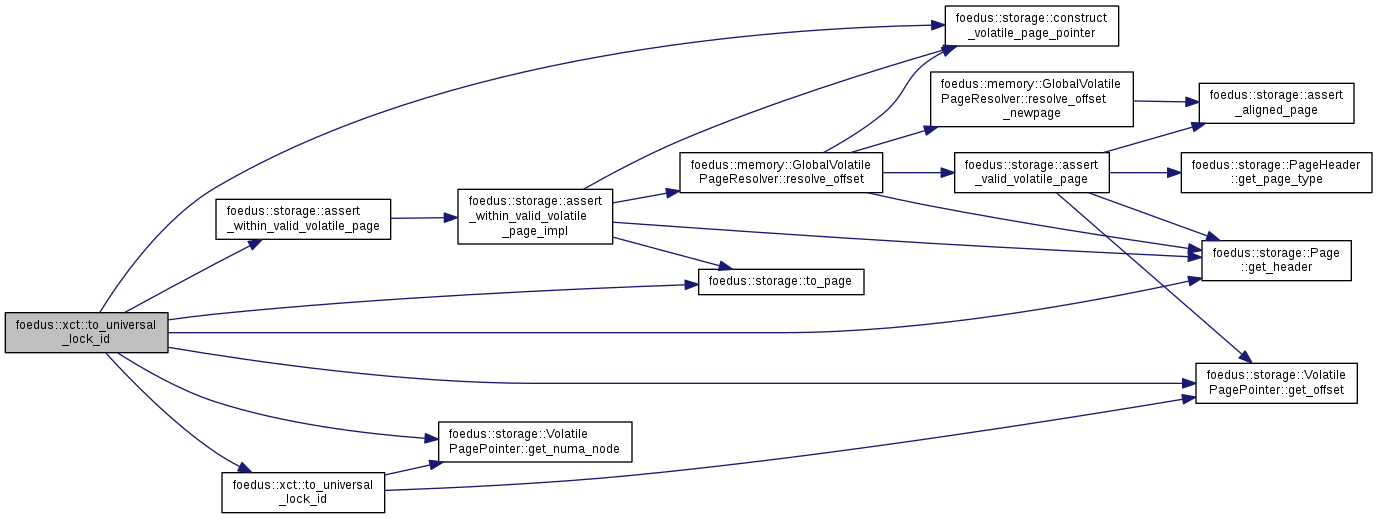 foedus::storage::construct
_volatile_page_pointer
foedus::memory::GlobalVolatile
PageResolver::resolve_offset
_newpage
foedus::storage::assert
_aligned_page
foedus::memory::GlobalVolatile
PageResolver::resolve_offset
foedus::storage::assert
_valid_volatile_page
foedus::storage::PageHeader
::get_page_type
foedus::storage::assert
_within_valid_volatile_page
foedus::storage::assert
_within_valid_volatile
_page_impl
foedus::storage::Page
::get_header
foedus::storage::to_page
foedus::xct::to_universal
_lock_id
foedus::storage::Volatile
PagePointer::get_offset
foedus::storage::Volatile
PagePointer::get_numa_node
foedus::xct::to_universal
_lock_id